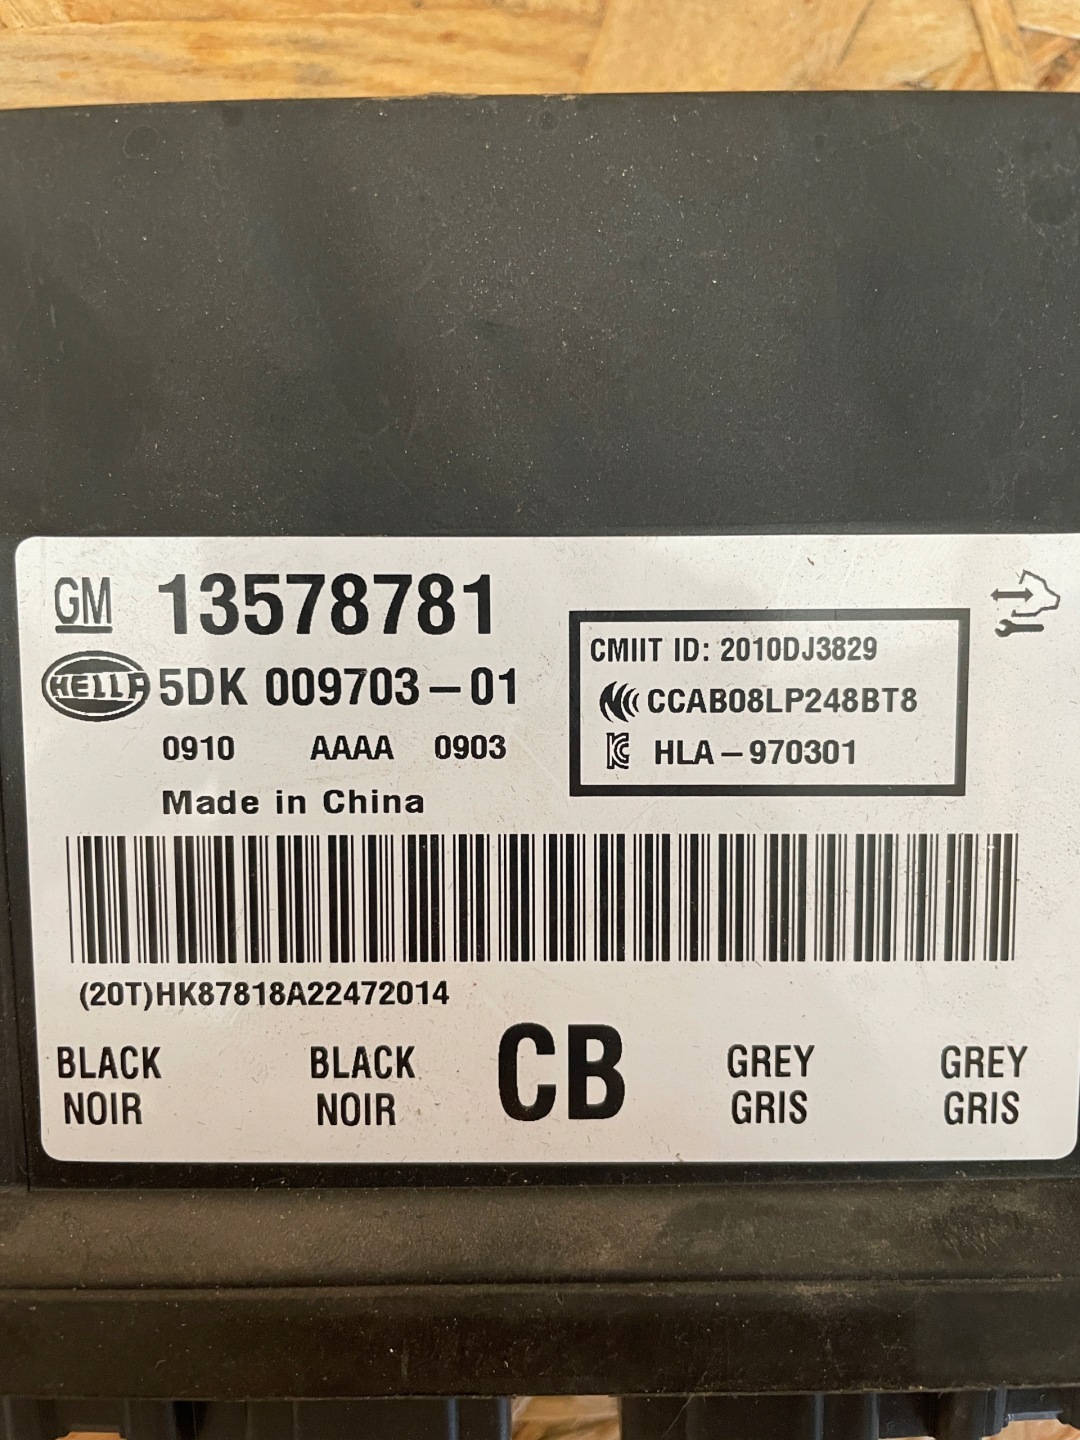 GM 13578781
HELLA 5DK 009703-01
0910 AAAA 0903
Made in China
CMIIT ID: 2010DJ3829
CCAB08LP248BT8
HLA-970301
(20T)HK87818A22472014
BLACK BLACK CB GREY GREY
NOIR NOIR GRIS GRIS